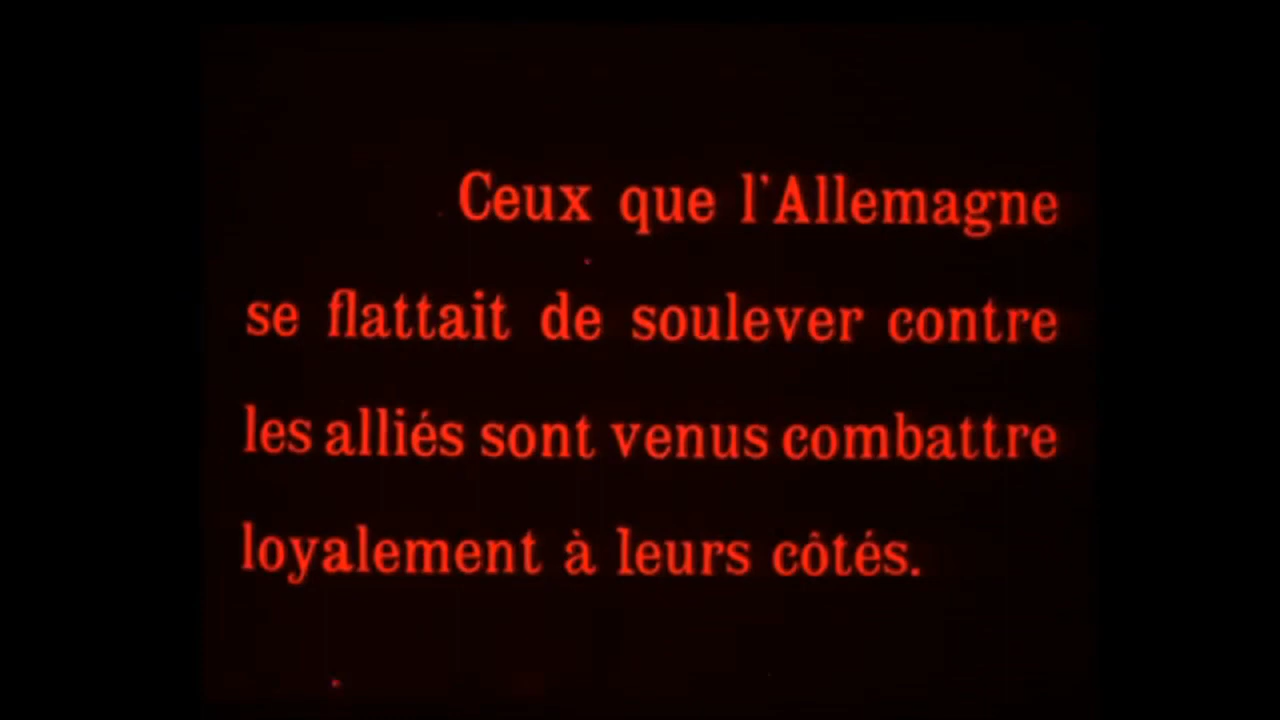 Ceux que l'Allemagne
se flattait de soulever contre
les alliés sont venus combattre
loyalement à leurs côtés.